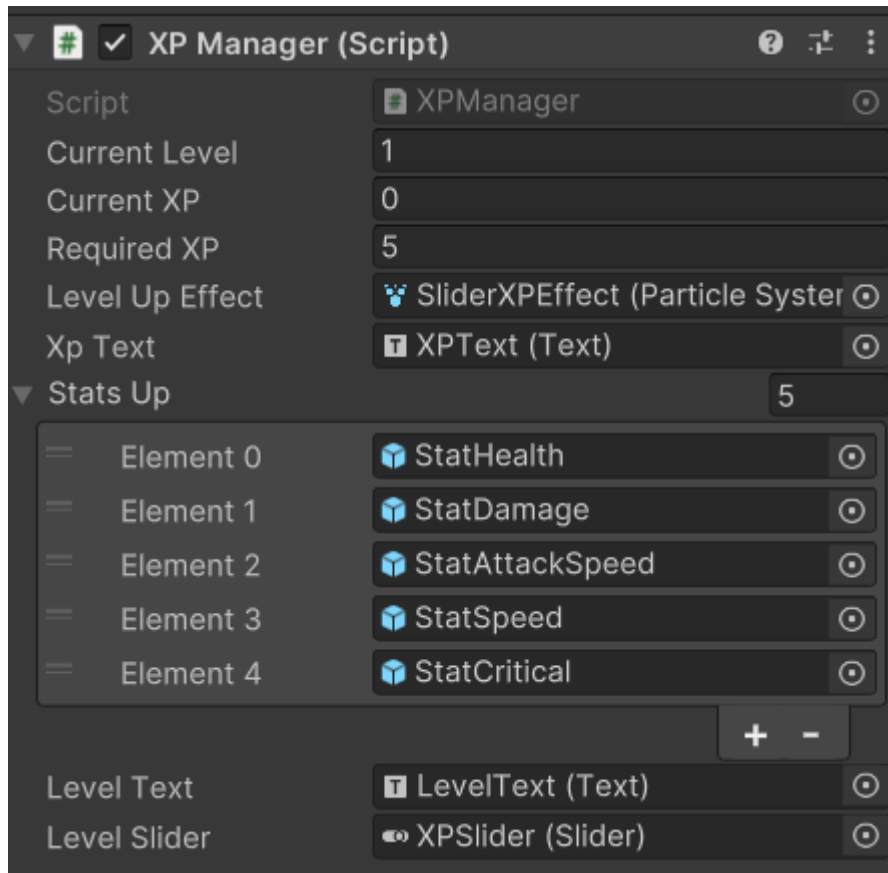 XP Manager (Script)
Script XPManager
Current Level 1
Current XP 0
Required XP 5
Level Up Effect SliderXPEffect (Particle System
Xp Text XPText (Text)
Stats Up 5
Element 0 StatHealth
Element 1 StatDamage
Element 2 StatAttackSpeed
Element 3 StatSpeed
Element 4 StatCritical
+ -
Level Text LevelText (Text)
Level Slider XPSlider (Slider)